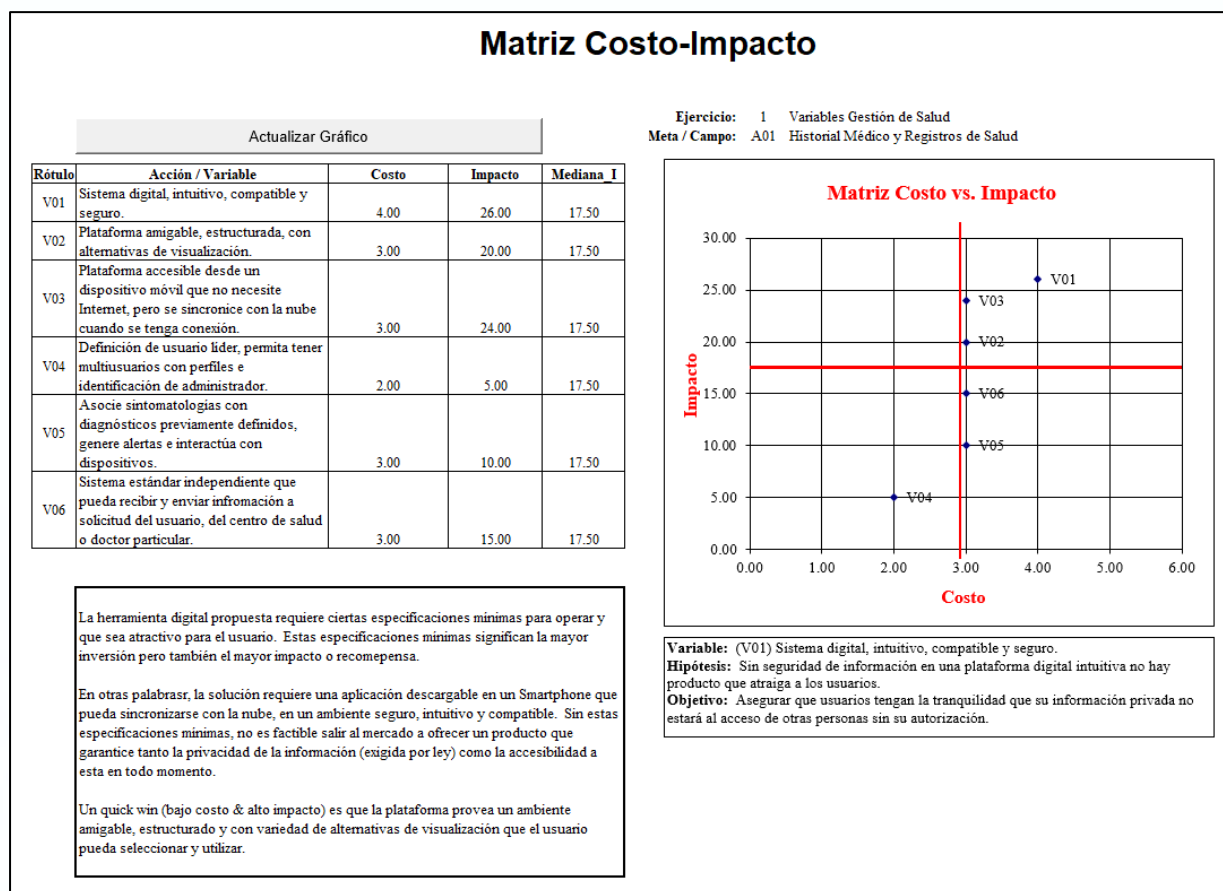 Matriz Costo-Impacto
Actualizar Gráfico
Ejercicio: 1 Variables Gestión de Salud
Meta / Campo: A01 Historial Médico y Registros de Salud
Rótulo Acción / Variable Costo Impacto Mediana_I
V01 Sistema digital, intuitivo, compatible y
seguro. 4.00 26.00 17.50
V02 Plataforma amigable, estructurada, con
alternativas de visualización. 3.00 20.00 17.50
Plataforma accesible desde un
dispositivo móvil que no necesite
V03 Internet, pero se sincronice con la nube
cuando se tenga conexión. 3.00 24.00 17.50
Definición de usuario líder, permita tener
V04 multiusuarios con perfiles e
identificación de administrador. 2.00 5.00 17.50
Asocie sintomatologías con
V05 diagnósticos previamente definidos,
genere alertas e interactúa con
dispositivos. 3.00 10.00 17.50
Sistema estándar independiente que
V06 pueda recibir y enviar infromación a
solicitud del usuario, del centro de salud
o doctor particular. 3.00 15.00 17.50
Matriz Costo vs. Impacto
Impacto
30.00
25.00
20.00
15.00
10.00
5.00
0.00
V01
V03
V02
V06
V05
V04
0.00 1.00 2.00 3.00 4.00 5.00 6.00
Costo
La herramienta digital propuesta requiere ciertas especificaciones mínimas para operar y
que sea atractivo para el usuario. Estas especificaciones mínimas significan la mayor
inversión pero también el mayor impacto o recomepensa.
En otras palabrasr, la solución requiere una aplicación descargable en un Smartphone que
pueda sincronizarse con la nube, en un ambiente seguro, intuitivo y compatible. Sin estas
especificaciones mínimas, no es factible salir al mercado a ofrecer un producto que
garantice tanto la privacidad de la información (exigida por ley) como la accesibilidad a
esta en todo momento.
Un quick win (bajo costo & alto impacto) es que la plataforma provea un ambiente
amigable, estructurado y con variedad de alternativas de visualización que el usuario
pueda seleccionar y utilizar.
Variable: (V01) Sistema digital, intuitivo, compatible y seguro.
Hipótesis: Sin seguridad de información en una plataforma digital intuitiva no hay
producto que atraiga a los usuarios.
Objetivo: Asegurar que usuarios tengan la tranquilidad que su información privada no
estará al acceso de otras personas sin su autorización.